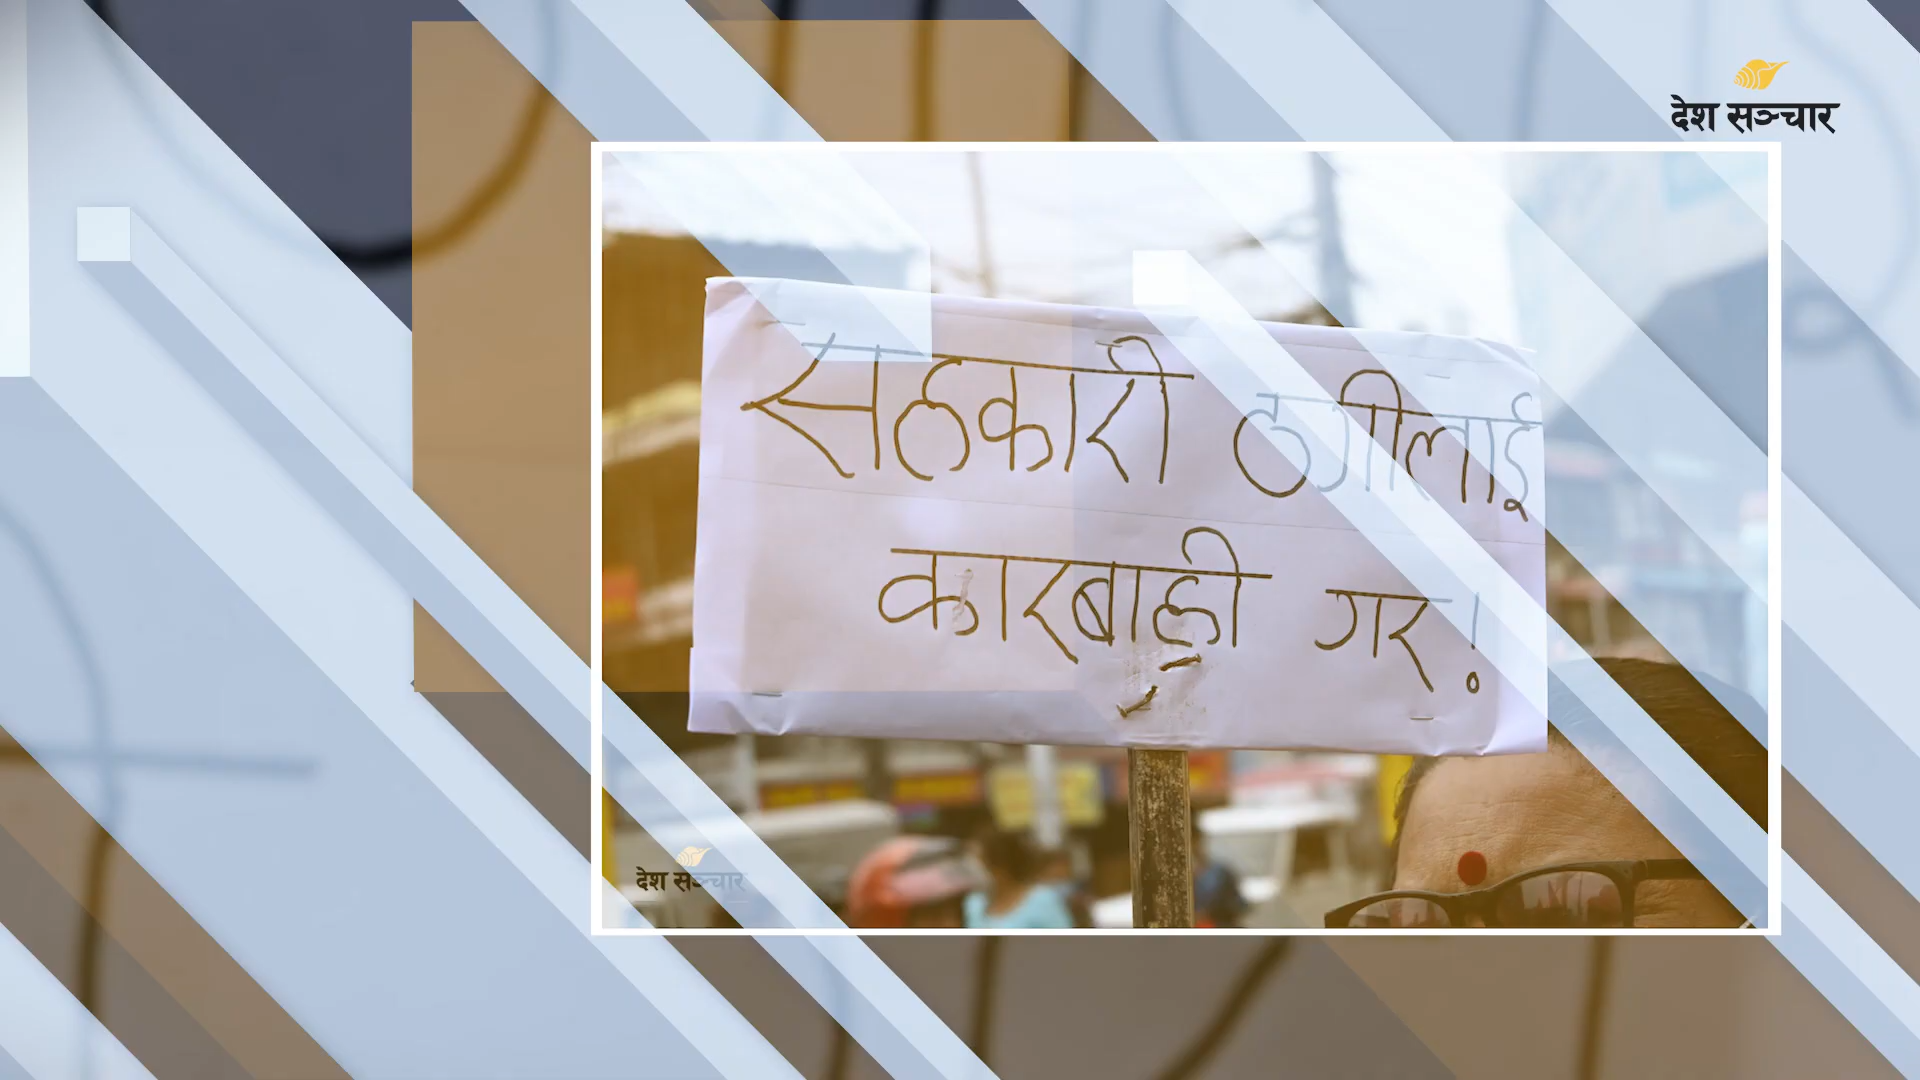 देश सञ्चार
सहकारी ठगीलाई
कारबाही गर!
देश सञ्चार